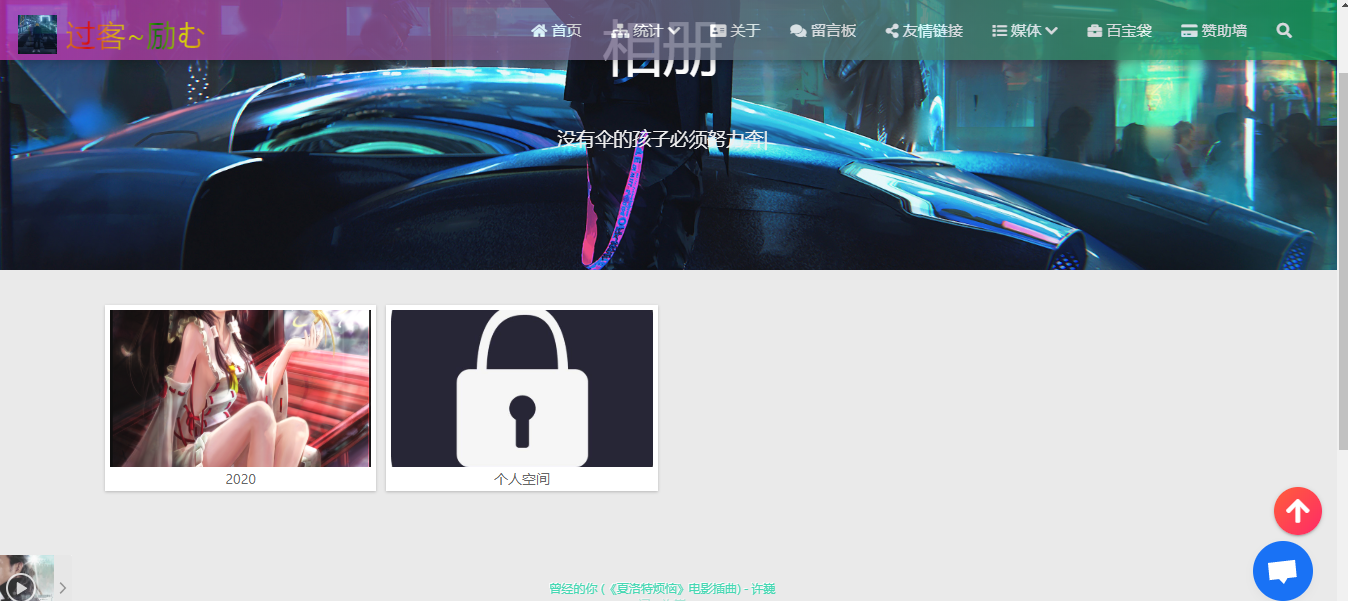 过客~励む
首页 统计 关于 留言板 友情链接 媒体 百宝袋 赞助墙
相册
没有伞的孩子必须努力奔|
2020
个人空间
曾经的你 (《夏洛特烦恼》电影插曲) - 许巍